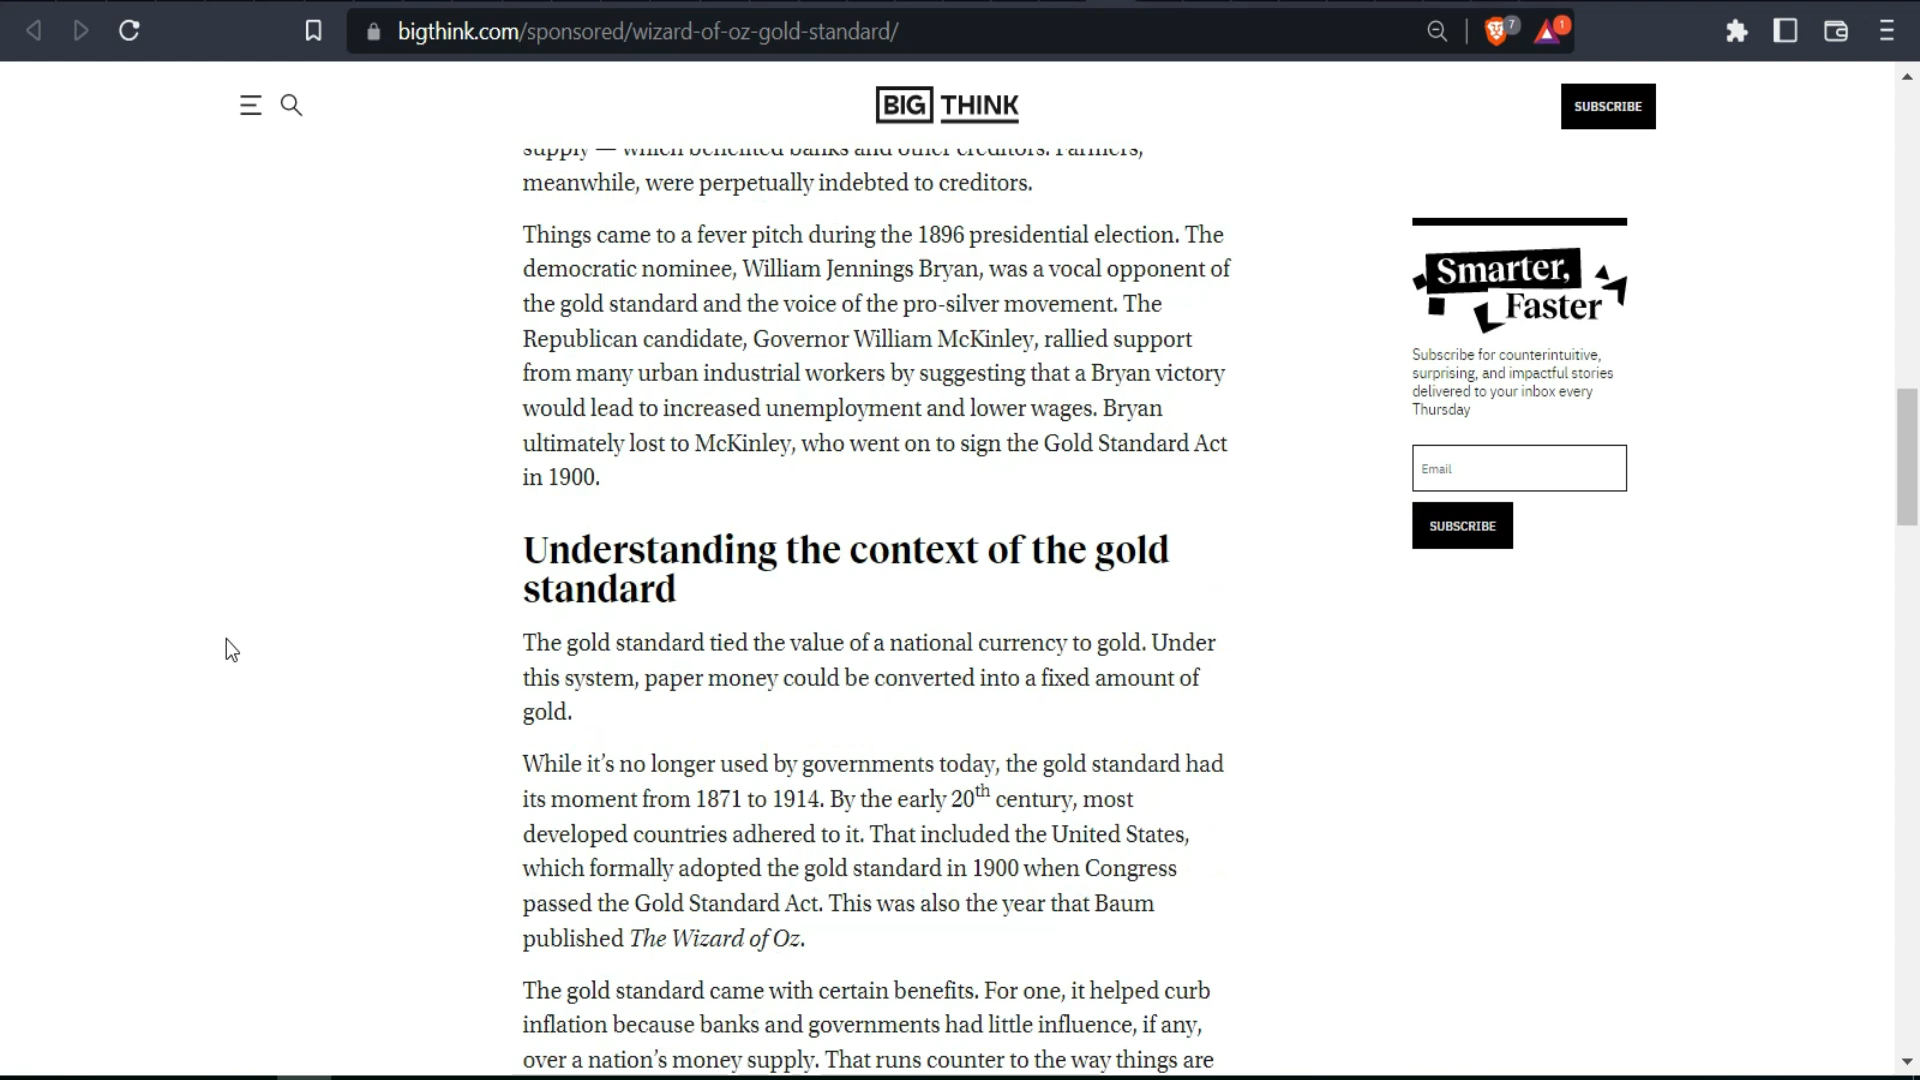 bigthink.com/sponsored/wizard-of-oz-gold-standard/
7
1
BIG THINK
SUBSCRIBE
supply — which benefited banks and other creditors. Farmers,
meanwhile, were perpetually indebted to creditors.
Things came to a fever pitch during the 1896 presidential election. The
democratic nominee, William Jennings Bryan, was a vocal opponent of
the gold standard and the voice of the pro-silver movement. The
Republican candidate, Governor William McKinley, rallied support
from many urban industrial workers by suggesting that a Bryan victory
would lead to increased unemployment and lower wages. Bryan
ultimately lost to McKinley, who went on to sign the Gold Standard Act
in 1900.
Understanding the context of the gold
standard
The gold standard tied the value of a national currency to gold. Under
this system, paper money could be converted into a fixed amount of
gold.
While it’s no longer used by governments today, the gold standard had
its moment from 1871 to 1914. By the early 20th century, most
developed countries adhered to it. That included the United States,
which formally adopted the gold standard in 1900 when Congress
passed the Gold Standard Act. This was also the year that Baum
published The Wizard of Oz.
The gold standard came with certain benefits. For one, it helped curb
inflation because banks and governments had little influence, if any,
over a nation’s money supply. That runs counter to the way things are
Smarter,
Faster
Subscribe for counterintuitive,
surprising, and impactful stories
delivered to your inbox every
Thursday
Email
SUBSCRIBE